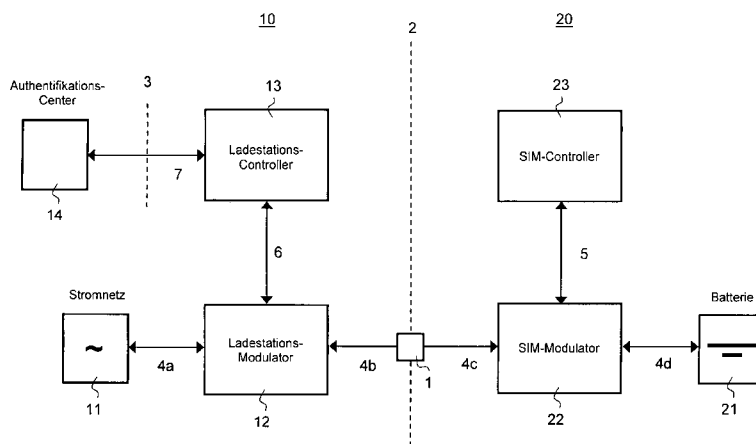 10
2
20
Authentifikations-
Center
3
13
23
Ladestations-
Controller
SIM-Controller
7
14
6
5
Stromnetz
Batterie
~
Ladestations-
Modulator
SIM-Modulator
4a
4b
4c
4d
1
11
12
22
21